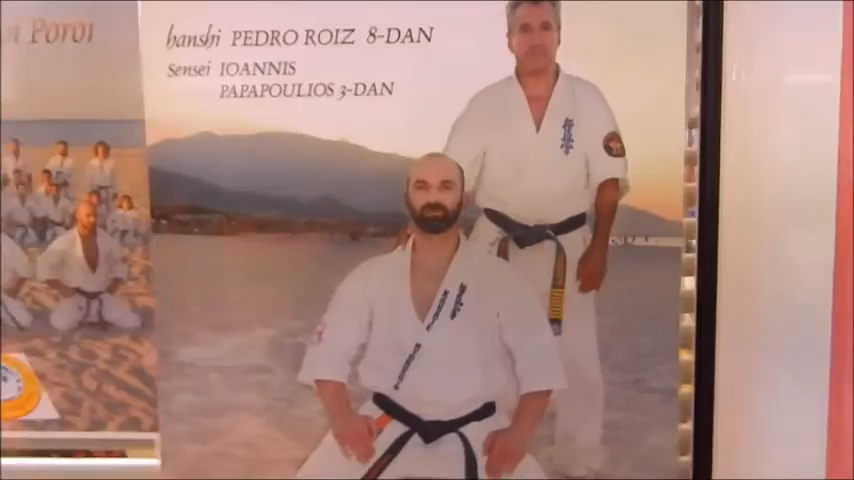 Poroi
hanshi PEDRO ROIZ 8-DAN
sensei IOANNIS
PAPAPOULIOS 3-DAN